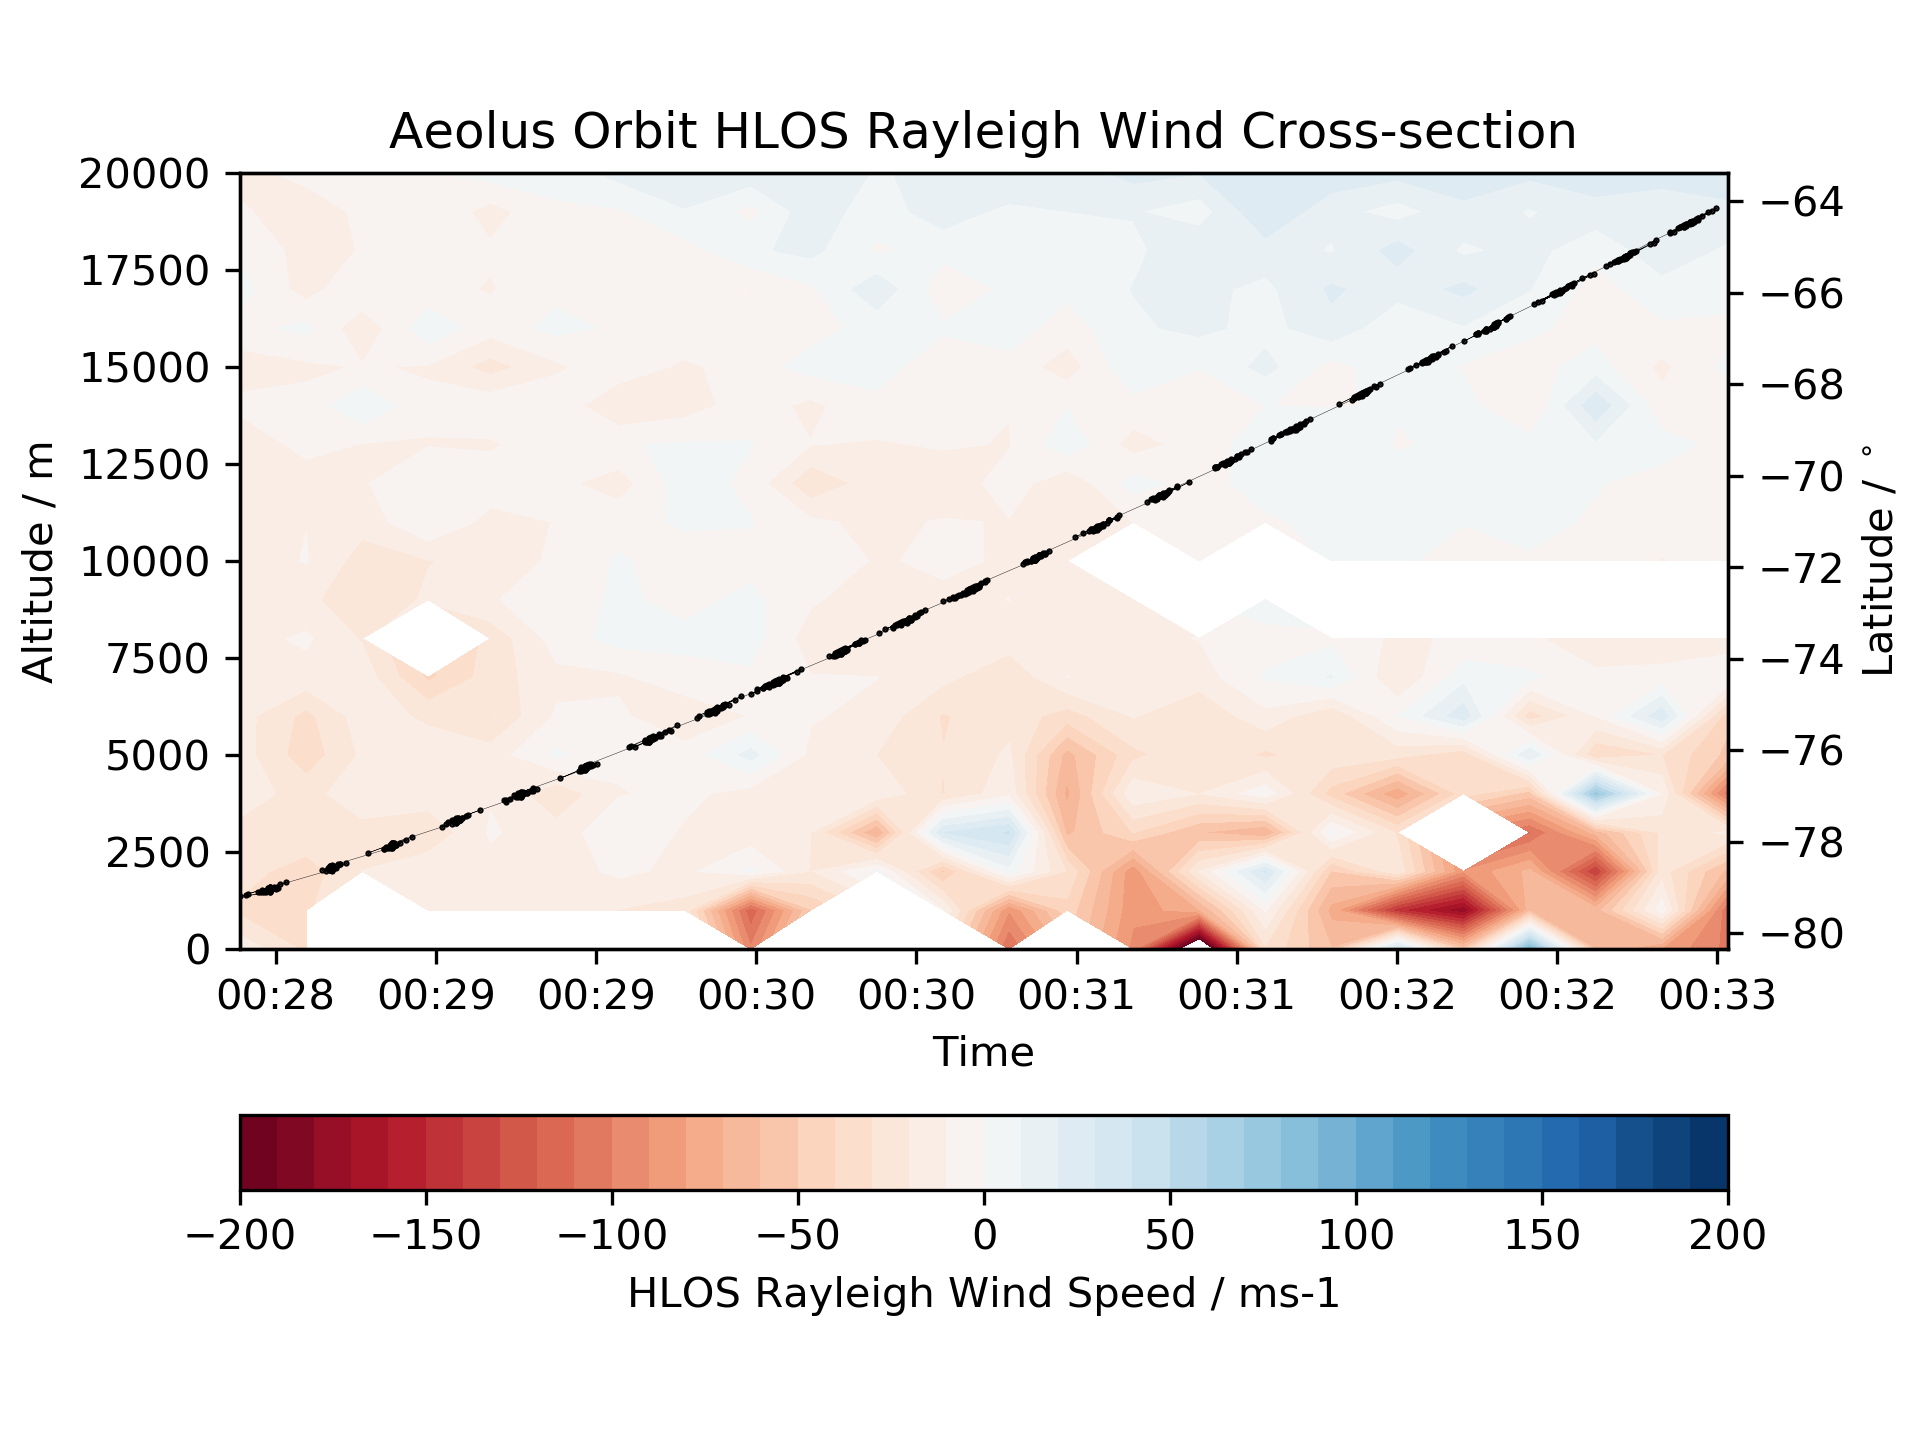 Aeolus Orbit HLOS Rayleigh Wind Cross-section
20000
17500
15000
12500
10000
7500
5000
2500
0
Altitude / m
−64
−66
−68
−70
−72
−74
−76
−78
−80
Latitude / °
00:28 00:29 00:29 00:30 00:30 00:31 00:31 00:32 00:32 00:33
Time
−200 −150 −100 −50 0 50 100 150 200
HLOS Rayleigh Wind Speed / ms-1